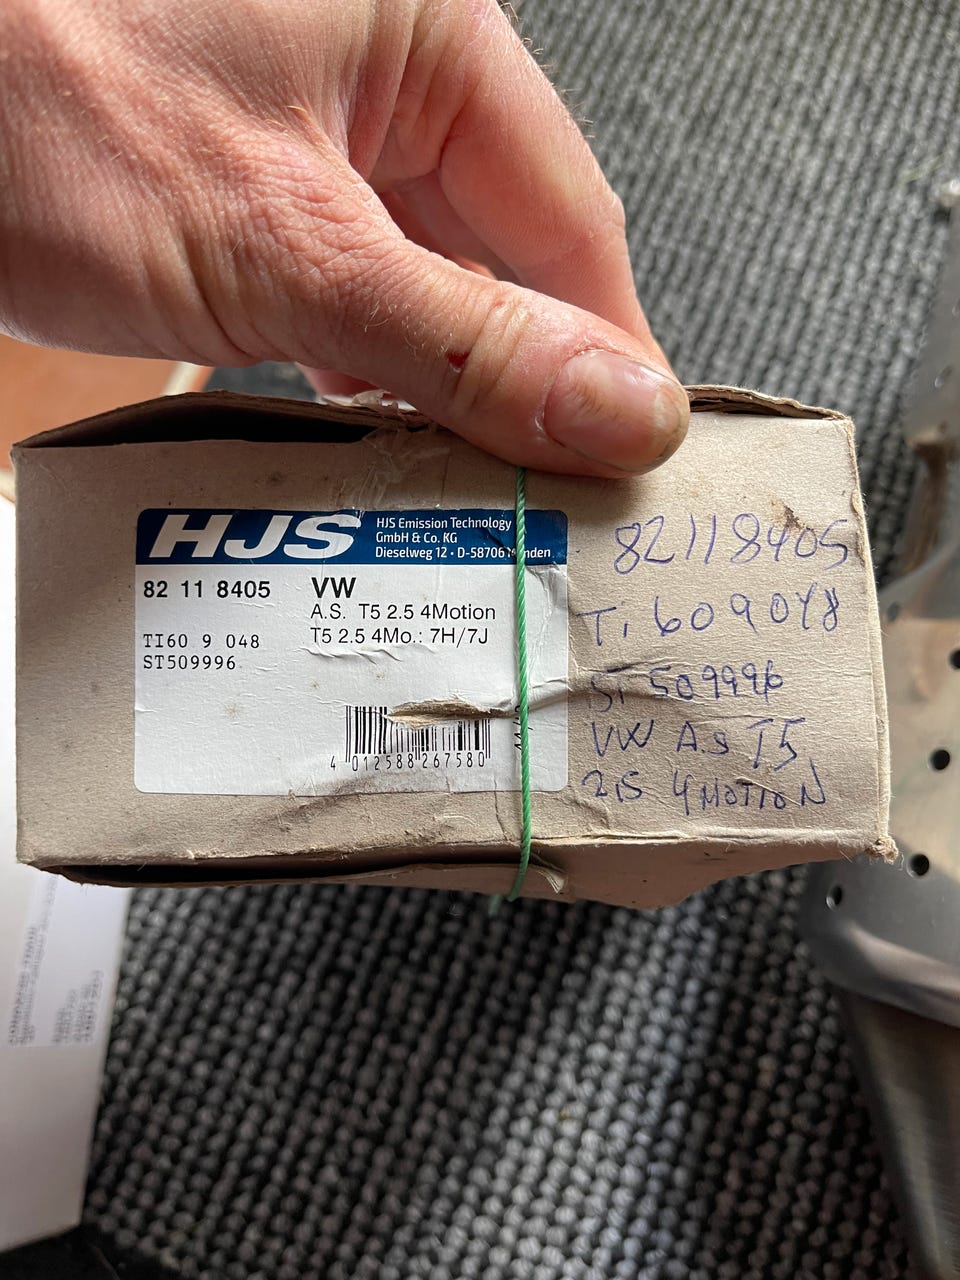 HJS
HJS Emission Technology
GmbH & Co. KG
Dieselweg 12 • D-58706
82 11 8405
VW
A.S. T5 2.5 4Motion
T5 2.5 4Mo.: 7H/7J
TI60 9 048
ST509996
4 012588 267580
82118405
Ti 609048
ST 509996
VW A.S T5
2,5 4MOTION